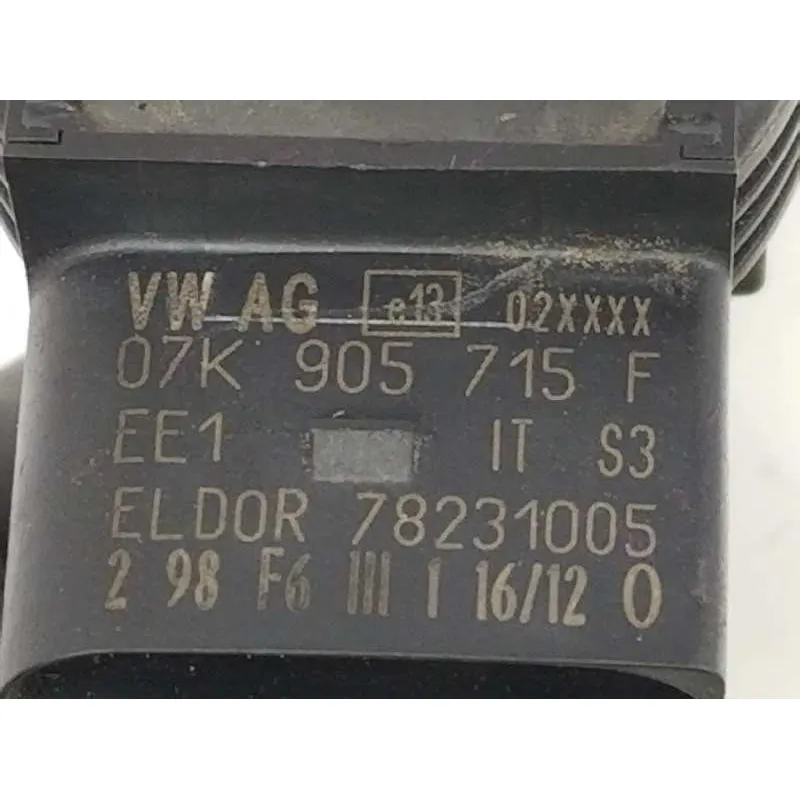 VW AG e13 02XXXX
07K 905 715 F
EE1 IT S3
ELDOR 78231005
2 98 F6 III 1 16/12 0